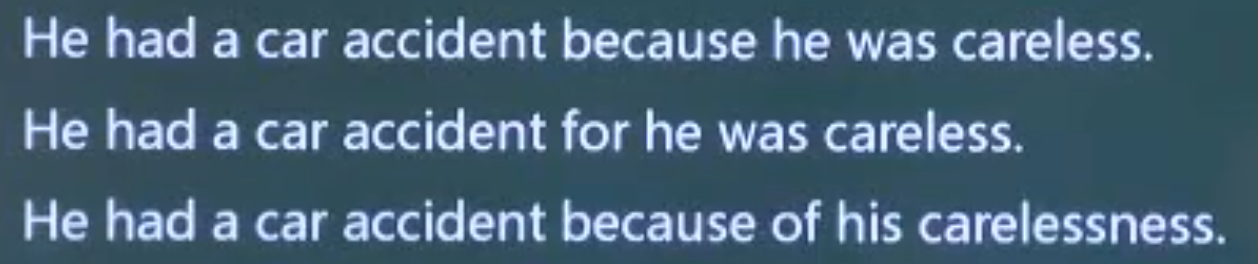 He had a car accident because he was careless.
He had a car accident for he was careless.
He had a car accident because of his carelessness.